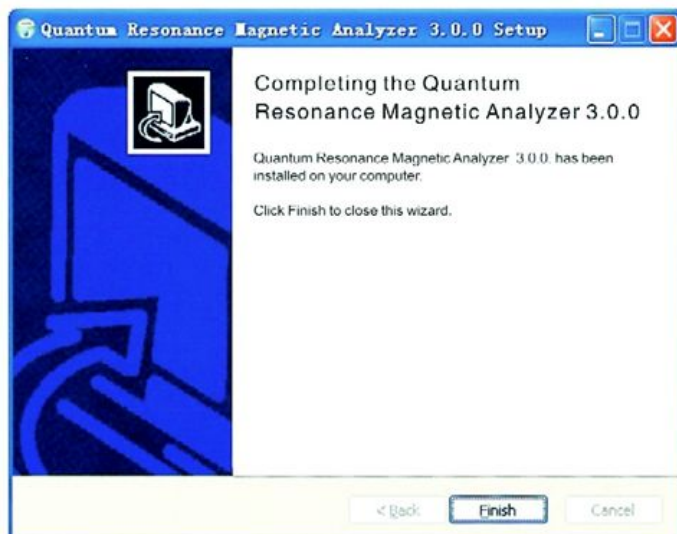 Quantum Resonance Magnetic Analyzer 3.0.0 Setup
Completing the Quantum
Resonance Magnetic Analyzer 3.0.0
Quantum Resonance Magnetic Analyzer 3.0.0. has been
installed on your computer.
Click Finish to close this wizard.
< Back
Finish
Cancel